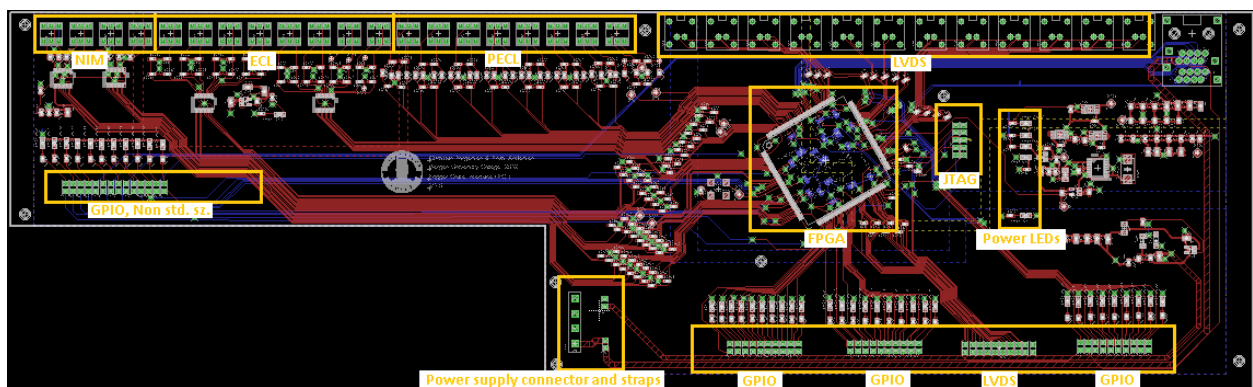 NIM
ECL
PECL
LVDS
JTAG
GPIO, Non std. sz.
FPGA
Power LEDs
Power supply connector and straps
GPIO
GPIO
LVDS
GPIO